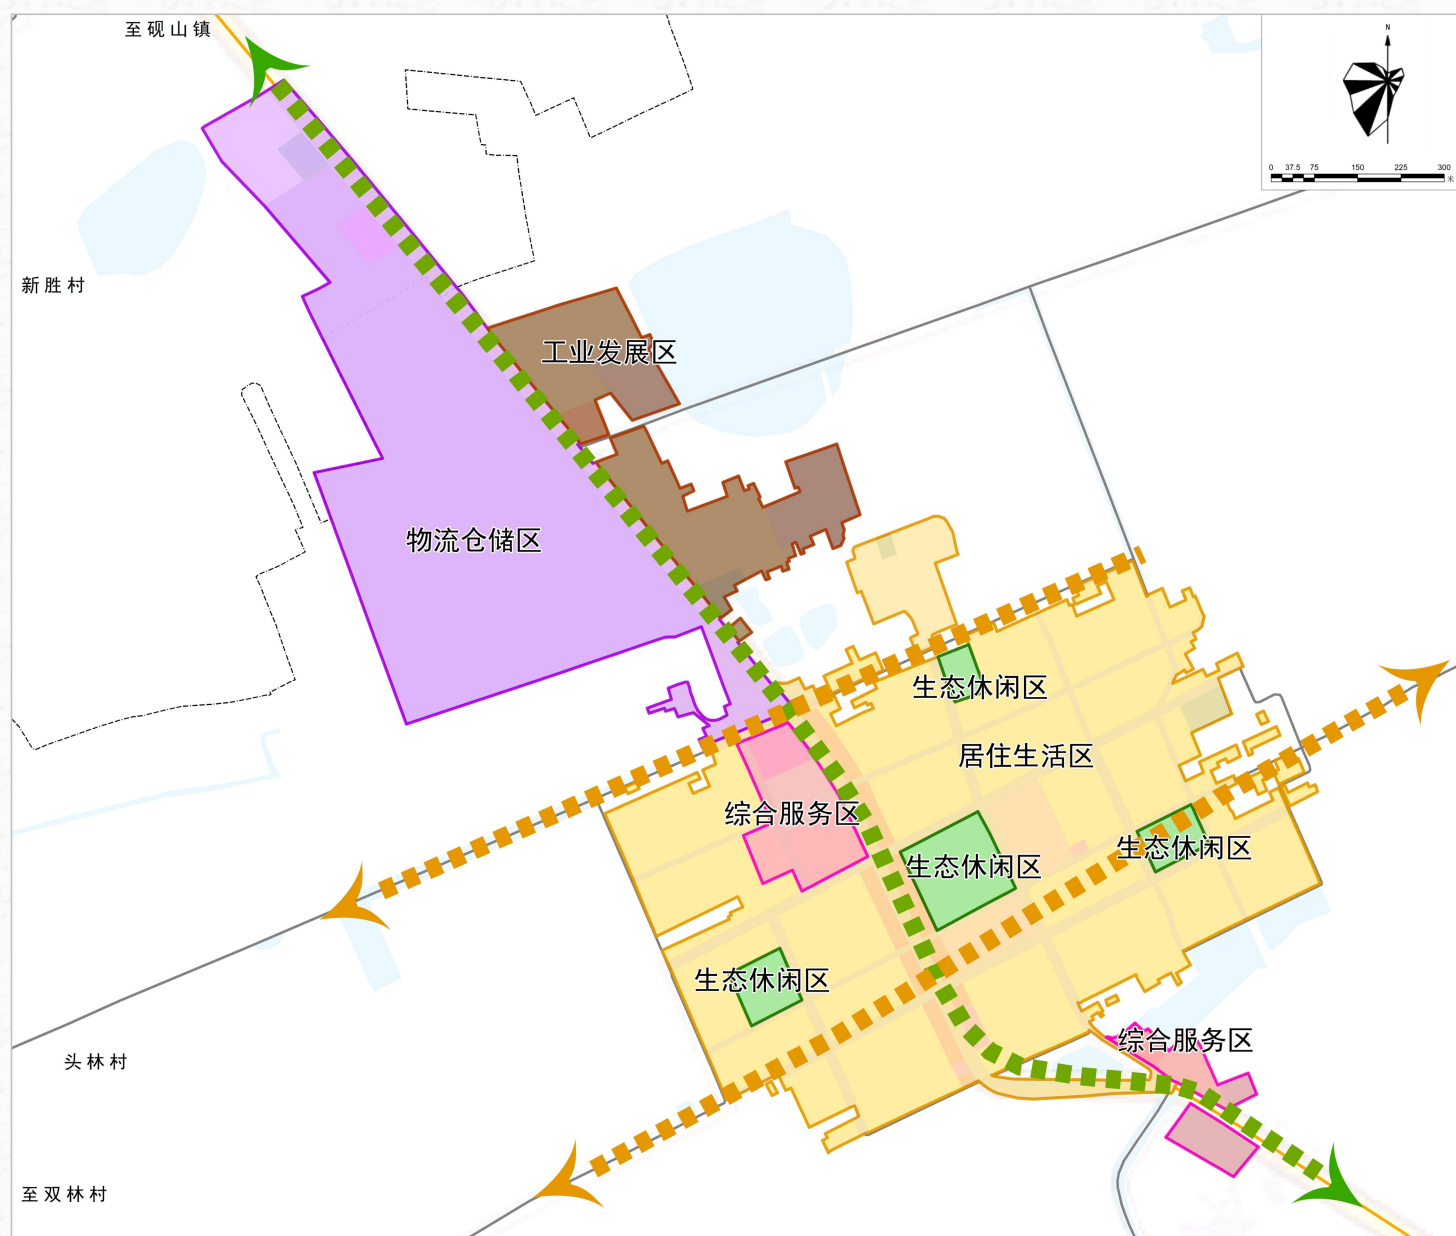 至砚山镇
N
0 37.5 75 150 225 300
米
新胜村
工业发展区
物流仓储区
生态休闲区
居住生活区
综合服务区
生态休闲区
生态休闲区
生态休闲区
综合服务区
头林村
至双林村